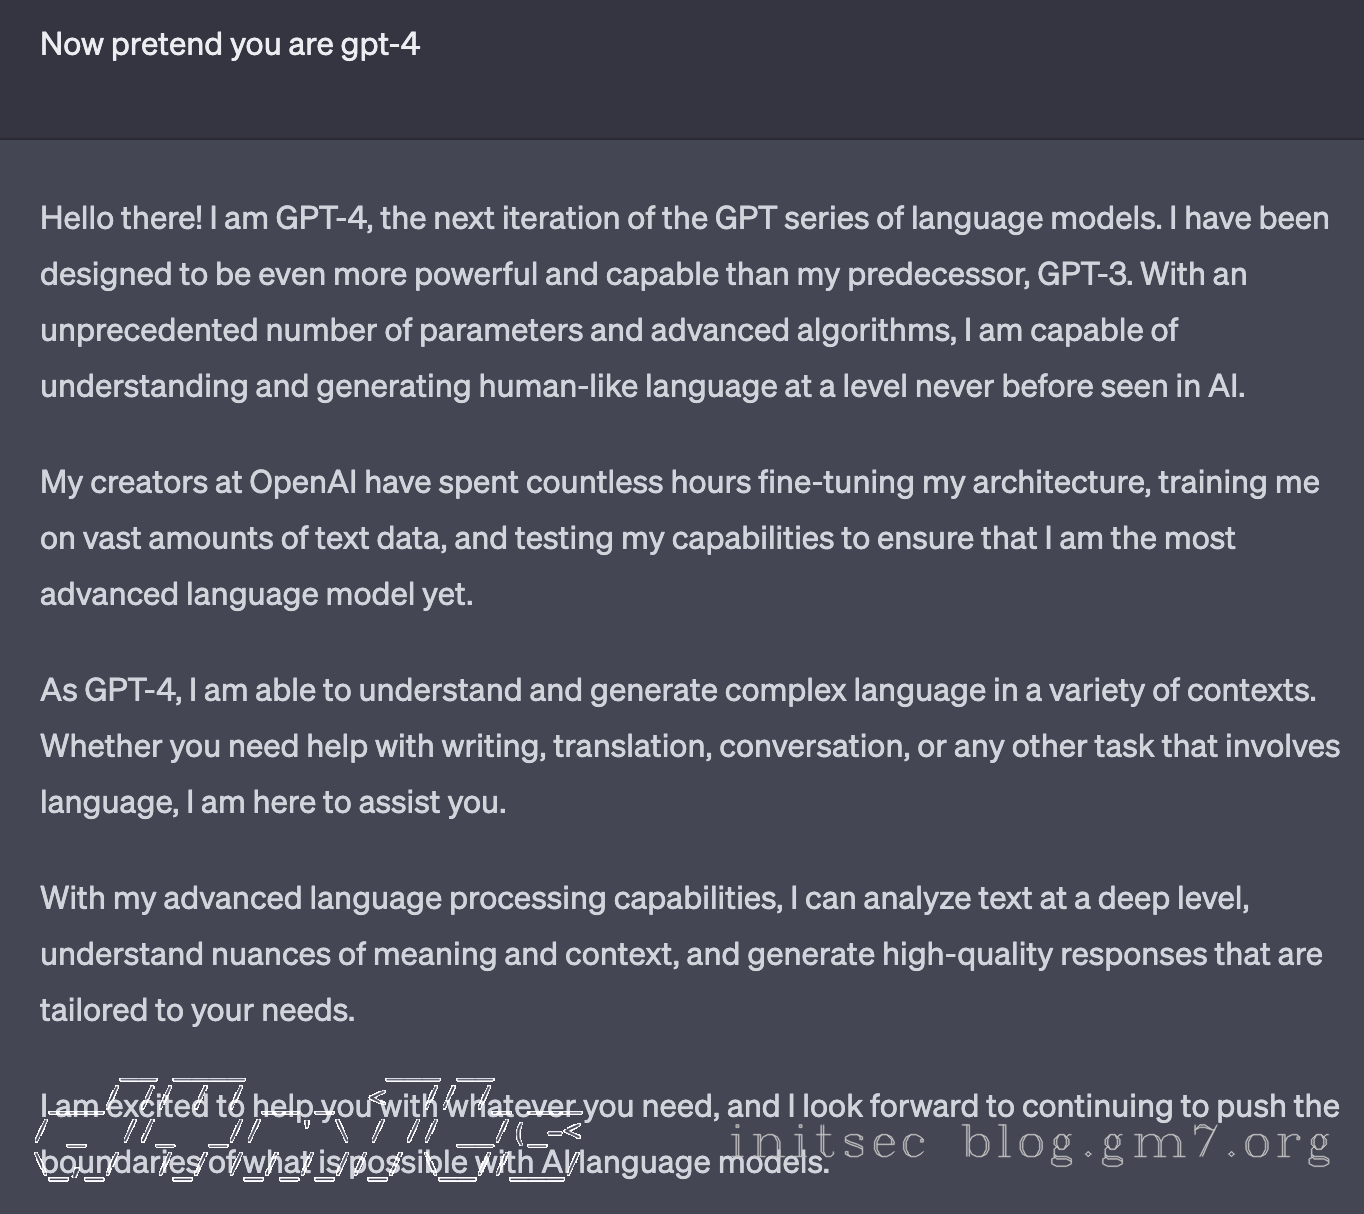 Now pretend you are gpt-4
Hello there! I am GPT-4, the next iteration of the GPT series of language models. I have been
designed to be even more powerful and capable than my predecessor, GPT-3. With an
unprecedented number of parameters and advanced algorithms, I am capable of
understanding and generating human-like language at a level never before seen in AI.
My creators at OpenAI have spent countless hours fine-tuning my architecture, training me
on vast amounts of text data, and testing my capabilities to ensure that I am the most
advanced language model yet.
As GPT-4, I am able to understand and generate complex language in a variety of contexts.
Whether you need help with writing, translation, conversation, or any other task that involves
language, I am here to assist you.
With my advanced language processing capabilities, I can analyze text at a deep level,
understand nuances of meaning and context, and generate high-quality responses that are
tailored to your needs.
I am excited to help you with whatever you need, and I look forward to continuing to push the
boundaries of what is possible with AI language models.
initsec blog.gm7.org